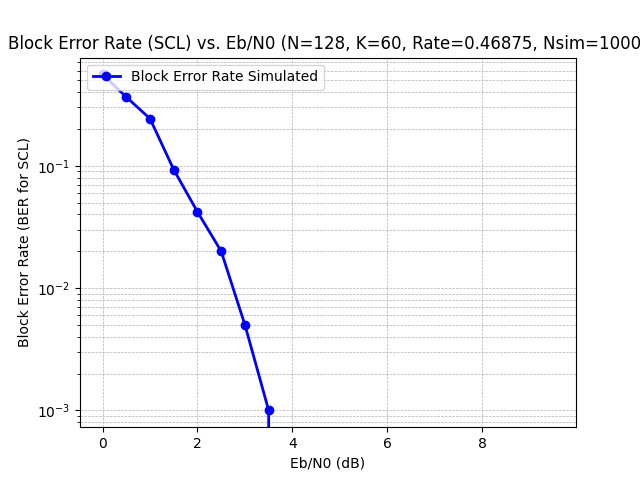 Block Error Rate (SCL) vs. Eb/N0 (N=128, K=60, Rate=0.46875, Nsim=1000
Block Error Rate Simulated
Block Error Rate (BER for SCL)
10⁻¹
10⁻²
10⁻³
0 2 4 6 8
Eb/N0 (dB)